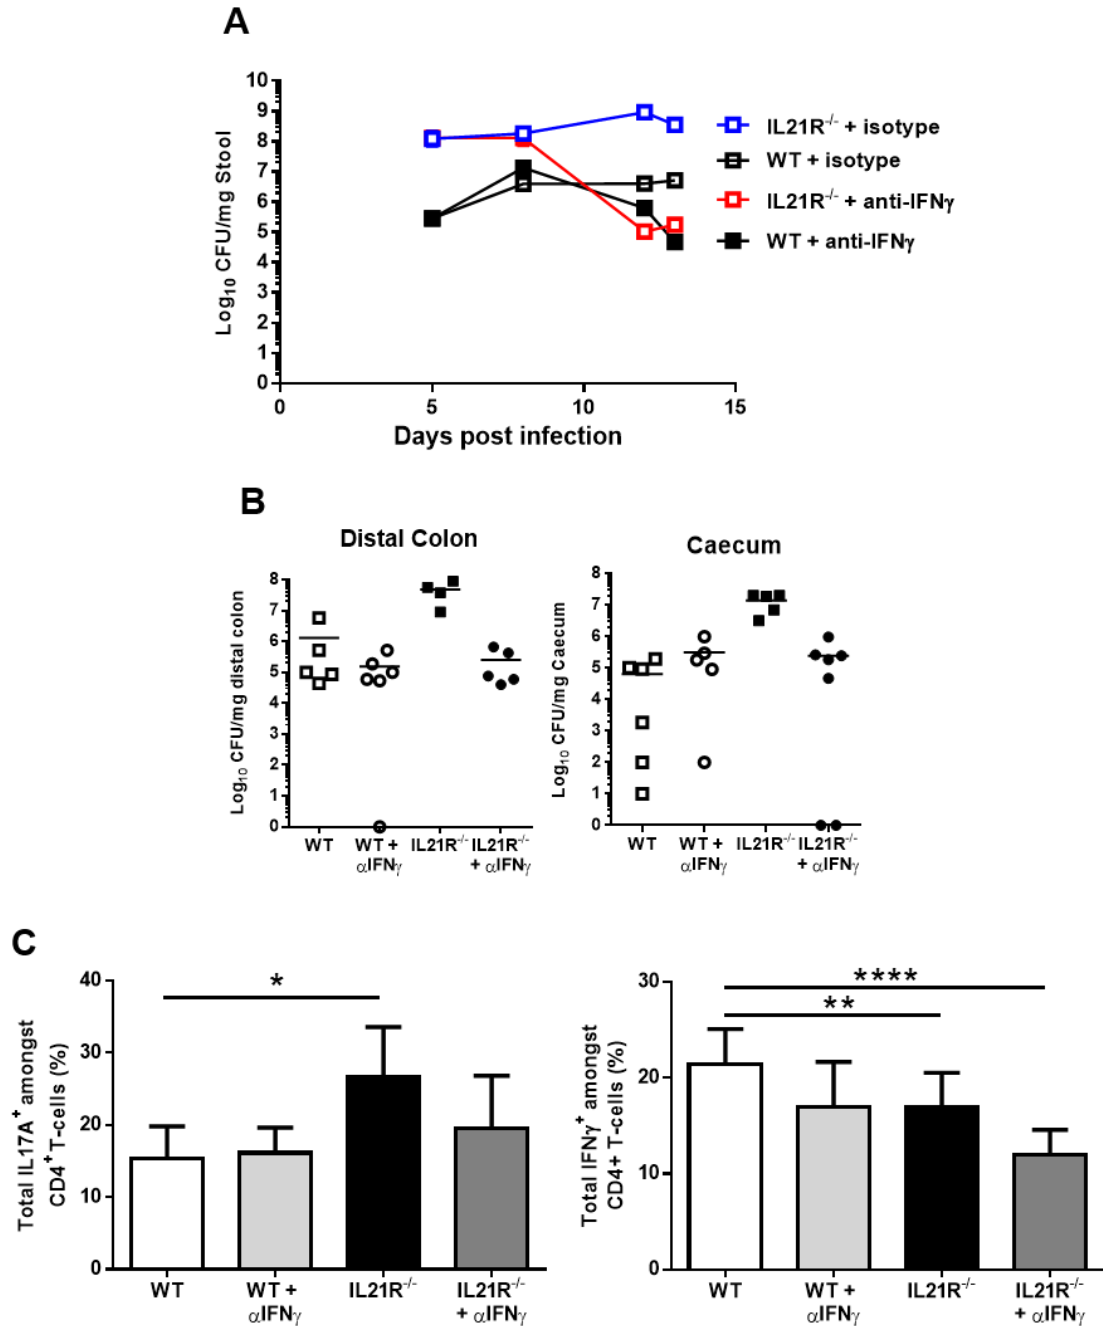 A
Log₁₀ CFU/mg Stool
10
9
8
7
6
5
4
3
2
1
0
0 5 10 15
Days post infection
IL21R⁻/⁻ + isotype
WT + isotype
IL21R⁻/⁻ + anti-IFNγ
WT + anti-IFNγ
B
Distal Colon
Log₁₀ CFU/mg distal colon
8
7
6
5
4
3
2
1
0
WT
WT +
αIFNγ
IL21R⁻/⁻
IL21R⁻/⁻
+ αIFNγ
Caecum
Log₁₀ CFU/mg Caecum
8
7
6
5
4
3
2
1
0
WT
WT +
αIFNγ
IL21R⁻/⁻
IL21R⁻/⁻
+ αIFNγ
C
Total IL17A⁺ amongst
CD4⁺ T-cells (%)
40
30
20
10
0
*
WT
WT +
αIFNγ
IL21R⁻/⁻
IL21R⁻/⁻
+ αIFNγ
Total IFNγ⁺ amongst
CD4+ T-cells (%)
30
20
10
0
****
**
WT
WT +
αIFNγ
IL21R⁻/⁻
IL21R⁻/⁻
+ αIFNγ